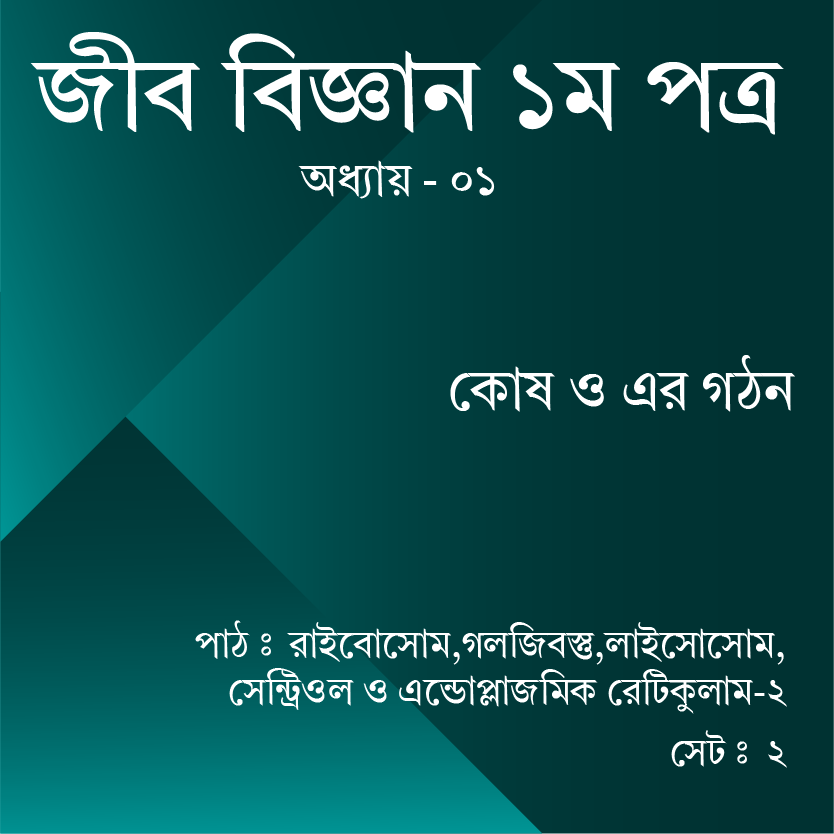 জীব বিজ্ঞান ১ম পত্র
অধ্যায় - ০১
কোষ ও এর গঠন
পাঠ ঃ রাইবোসোম,গলজিবস্তু,লাইসোসোম,
সেন্ট্রিওল ও এন্ডোপ্লাজমিক রেটিকুলাম-২
সেট ঃ ২